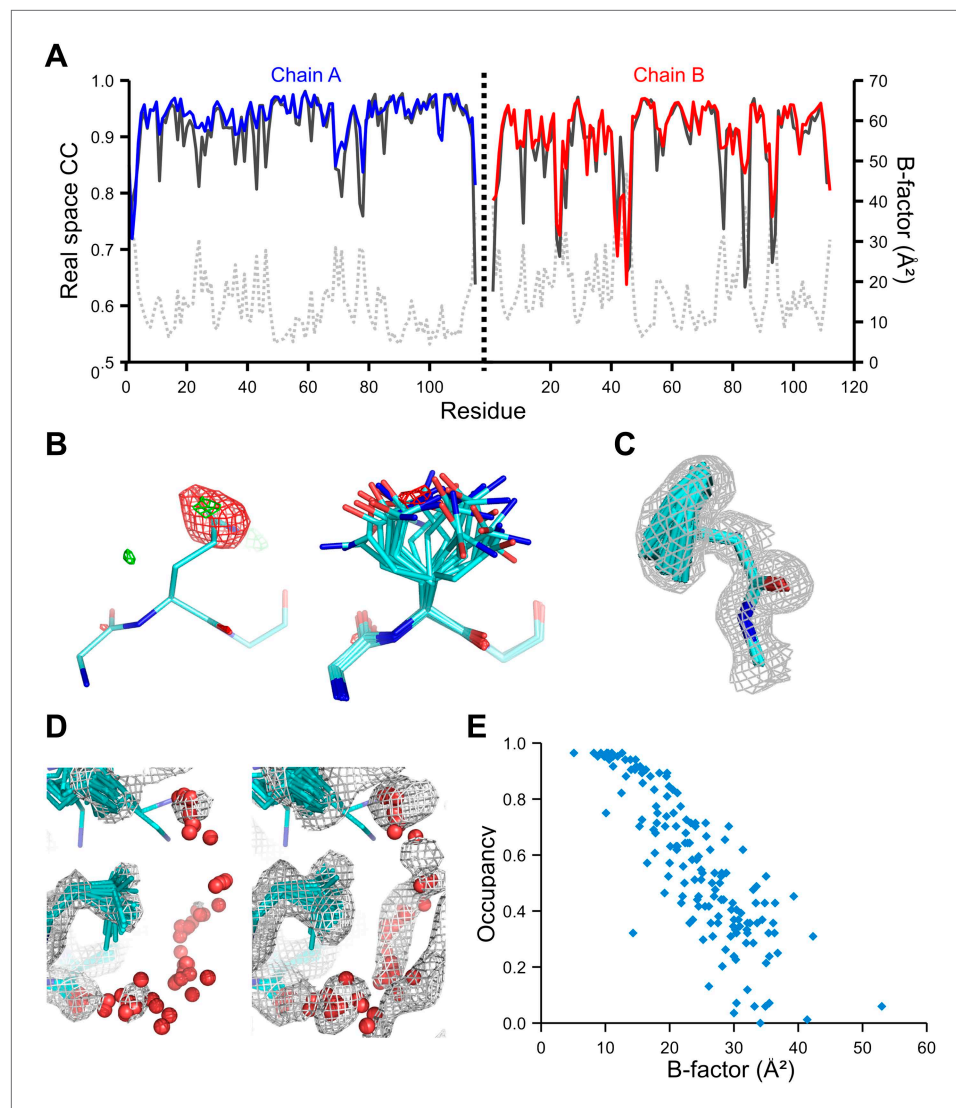 A
Chain A
Chain B
1.0
0.9
0.8
0.7
0.6
0.5
Real space CC
70
60
50
40
30
20
10
0
B-factor (Å²)
0 20 40 60 80 100 20 40 60 80 100 120
Residue
B
C
D
E
1.0
0.8
0.6
0.4
0.2
0.0
Occupancy
0 10 20 30 40 50 60
B-factor (Å²)